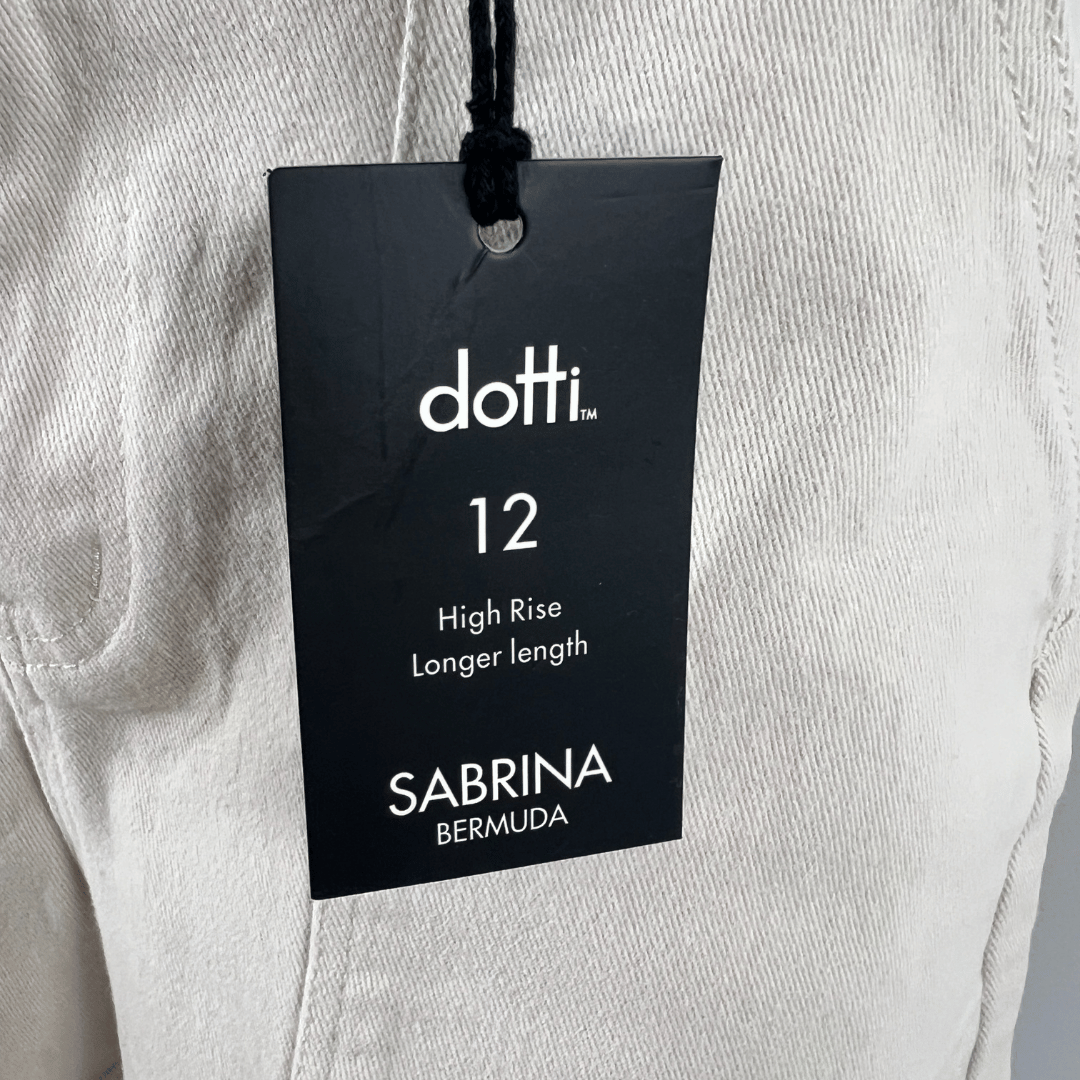 dotti™
12
High Rise
Longer length
SABRINA
BERMUDA